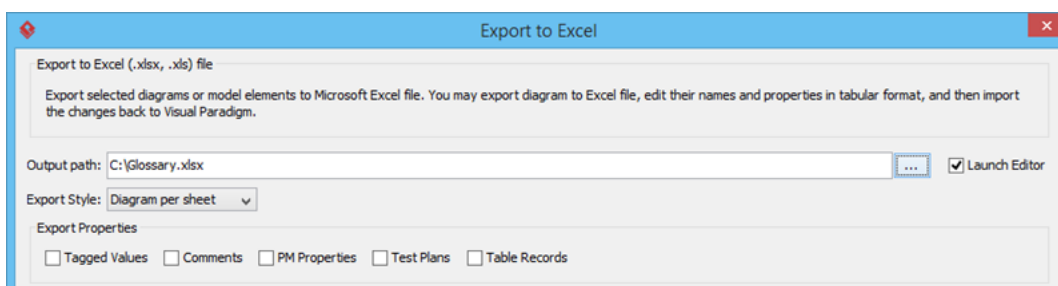 Export to Excel
Export to Excel (.xlsx, .xls) file
Export selected diagrams or model elements to Microsoft Excel file. You may export diagram to Excel file, edit their names and properties in tabular format, and then import
the changes back to Visual Paradigm.
Output path: C:\Glossary.xlsx ... Launch Editor
Export Style: Diagram per sheet
Export Properties
Tagged Values Comments PM Properties Test Plans Table Records